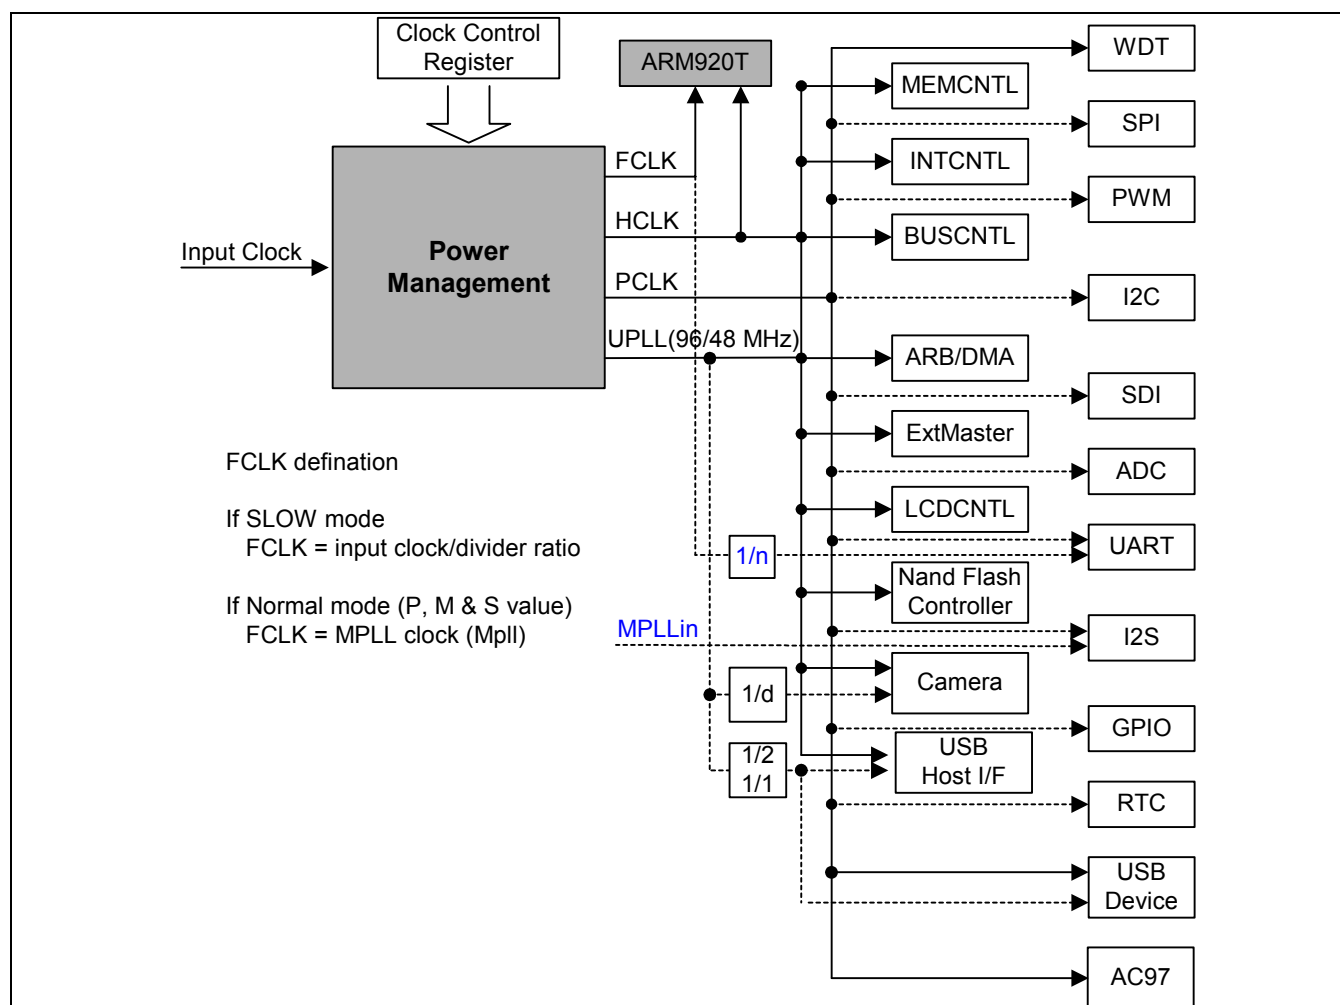 Clock Control
Register
ARM920T
WDT
MEMCNTL
SPI
FCLK
INTCNTL
PWM
HCLK
BUSCNTL
Input Clock
Power
Management
PCLK
I2C
UPLL(96/48 MHz)
ARB/DMA
SDI
ExtMaster
FCLK defination
ADC
LCDCNTL
If SLOW mode
FCLK = input clock/divider ratio
1/n
UART
Nand Flash
Controller
If Normal mode (P, M & S value)
FCLK = MPLL clock (Mpll)
MPLLin
I2S
Camera
1/d
GPIO
1/2
1/1
USB
Host I/F
RTC
USB
Device
AC97